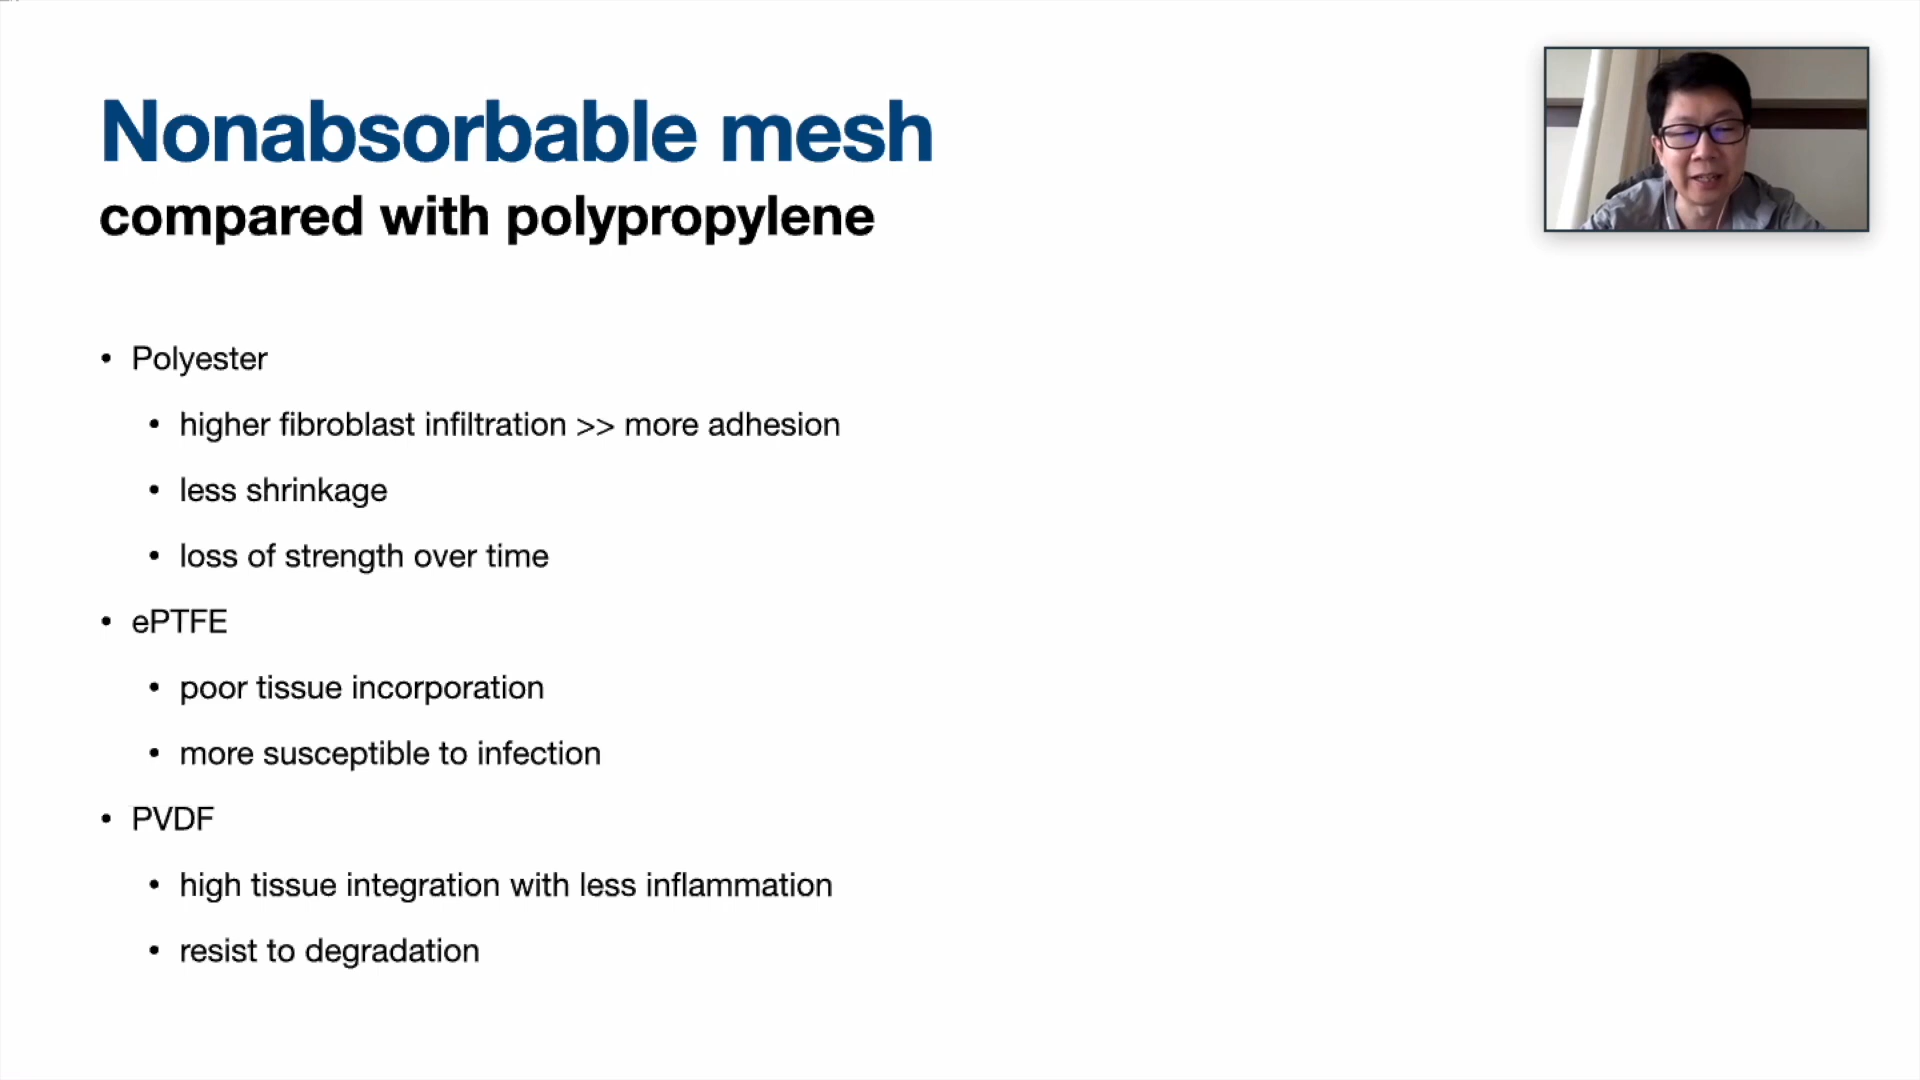 Nonabsorbable mesh
compared with polypropylene
• Polyester
• higher fibroblast infiltration >> more adhesion
• less shrinkage
• loss of strength over time
• ePTFE
• poor tissue incorporation
• more susceptible to infection
• PVDF
• high tissue integration with less inflammation
• resist to degradation